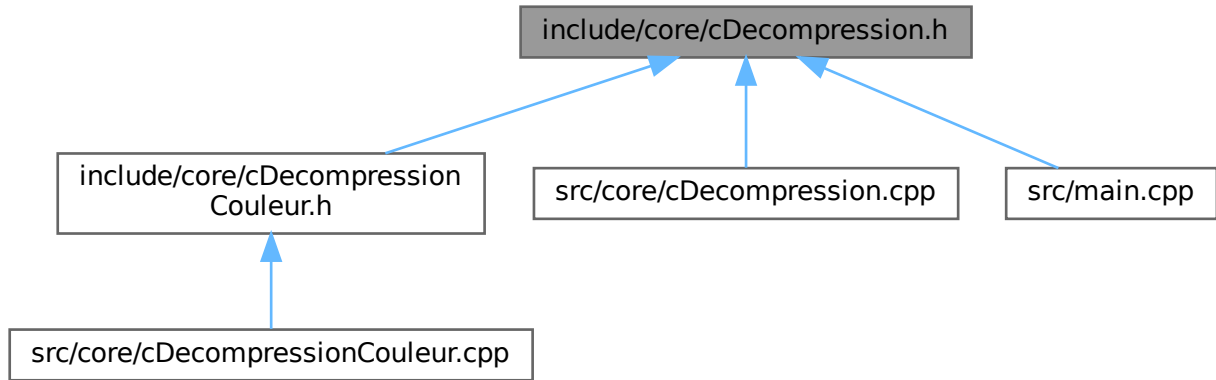 include/core/cDecompression.h
include/core/cDecompression
Couleur.h
src/core/cDecompression.cpp
src/main.cpp
src/core/cDecompressionCouleur.cpp